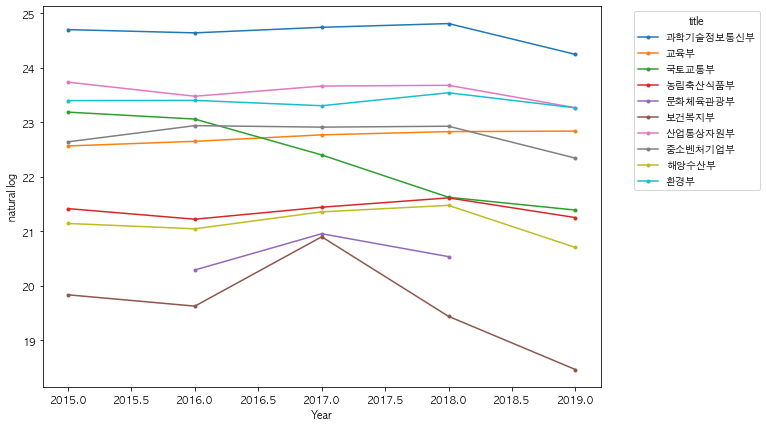 25
24
23
22
21
20
19
natural log
2015.0 2015.5 2016.0 2016.5 2017.0 2017.5 2018.0 2018.5 2019.0
Year
title
과학기술정보통신부
교육부
국토교통부
농림축산식품부
문화체육관광부
보건복지부
산업통상자원부
중소벤처기업부
해양수산부
환경부